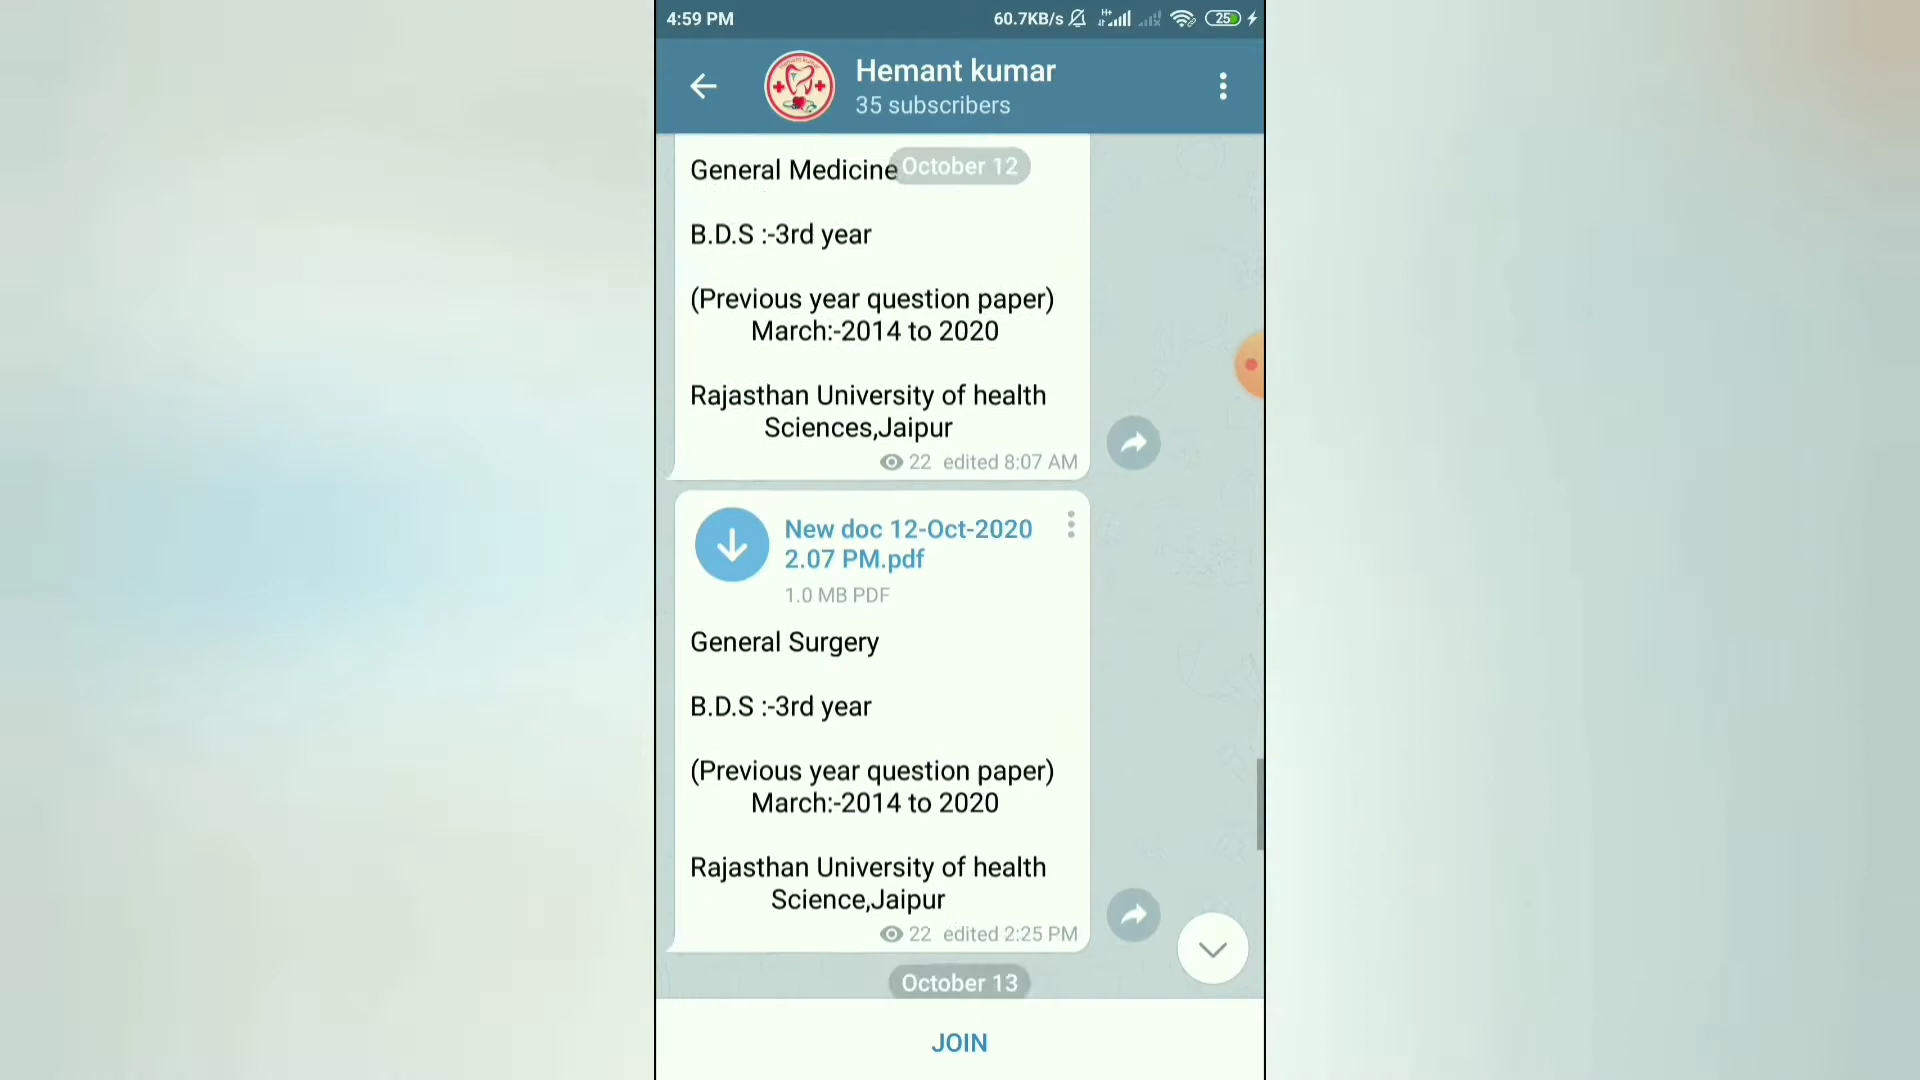 4:59 PM
60.7KB/s
H+
25
Hemant kumar
35 subscribers
October 12
General Medicine
B.D.S :-3rd year
(Previous year question paper)
March:-2014 to 2020
Rajasthan University of health
Sciences,Jaipur
22 edited 8:07 AM
New doc 12-Oct-2020
2.07 PM.pdf
1.0 MB PDF
General Surgery
B.D.S :-3rd year
(Previous year question paper)
March:-2014 to 2020
Rajasthan University of health
Science,Jaipur
22 edited 2:25 PM
October 13
JOIN